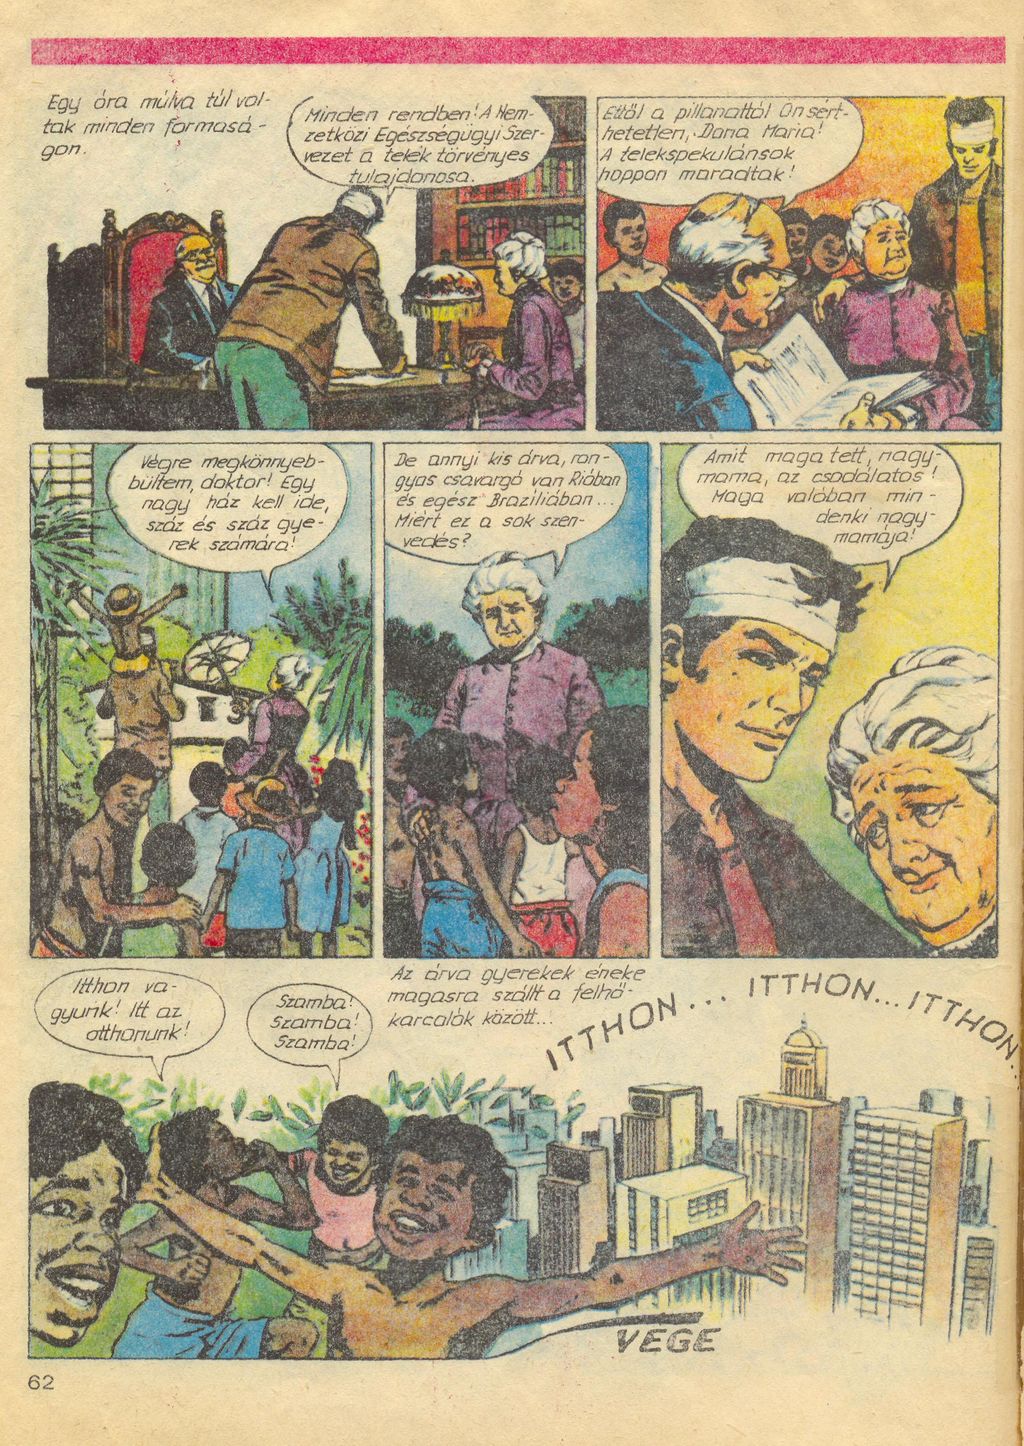 Egy óra múlva túl vol-
tak minden formasá-
gon.
Minden rendben! A Nem-
zetközi Egészségügyi Szer-
vezet a telek törvényes
tulajdonosa.
Ettől a pillanattól Ön sért-
hetetlen, Dona Maria!
A telekspekulánsok
hoppon maradtak!
Végre megkönnyeb-
bültem, doktor! Egy
nagy ház kell ide,
száz és száz gye-
rek számára!
De annyi kis árva, ron-
gyos csavargó van Rióban
és egész Brazíliában...
Miért ez a sok szen-
vedés?
Amit maga tett, nagy-
mama, az csodálatos!
Maga valóban min-
denki nagy-
mamája!
Itthon va-
gyunk! Itt az
otthonunk!
Szamba!
Szamba!
Szamba!
Az árva gyerekek éneke
magasra szállt a felhő-
karcolók között...
ITTHON... ITTHON... ITTHON...
VÉGE
62